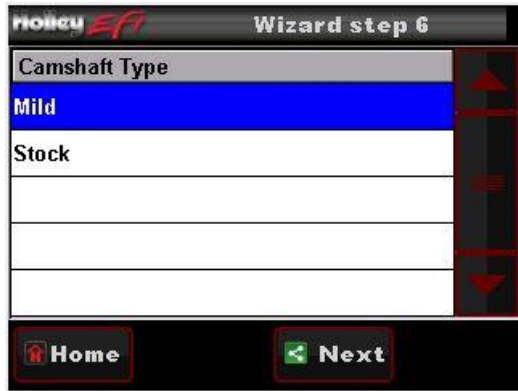 Holley EFI Wizard step 6
Camshaft Type
Mild
Stock
Home Next